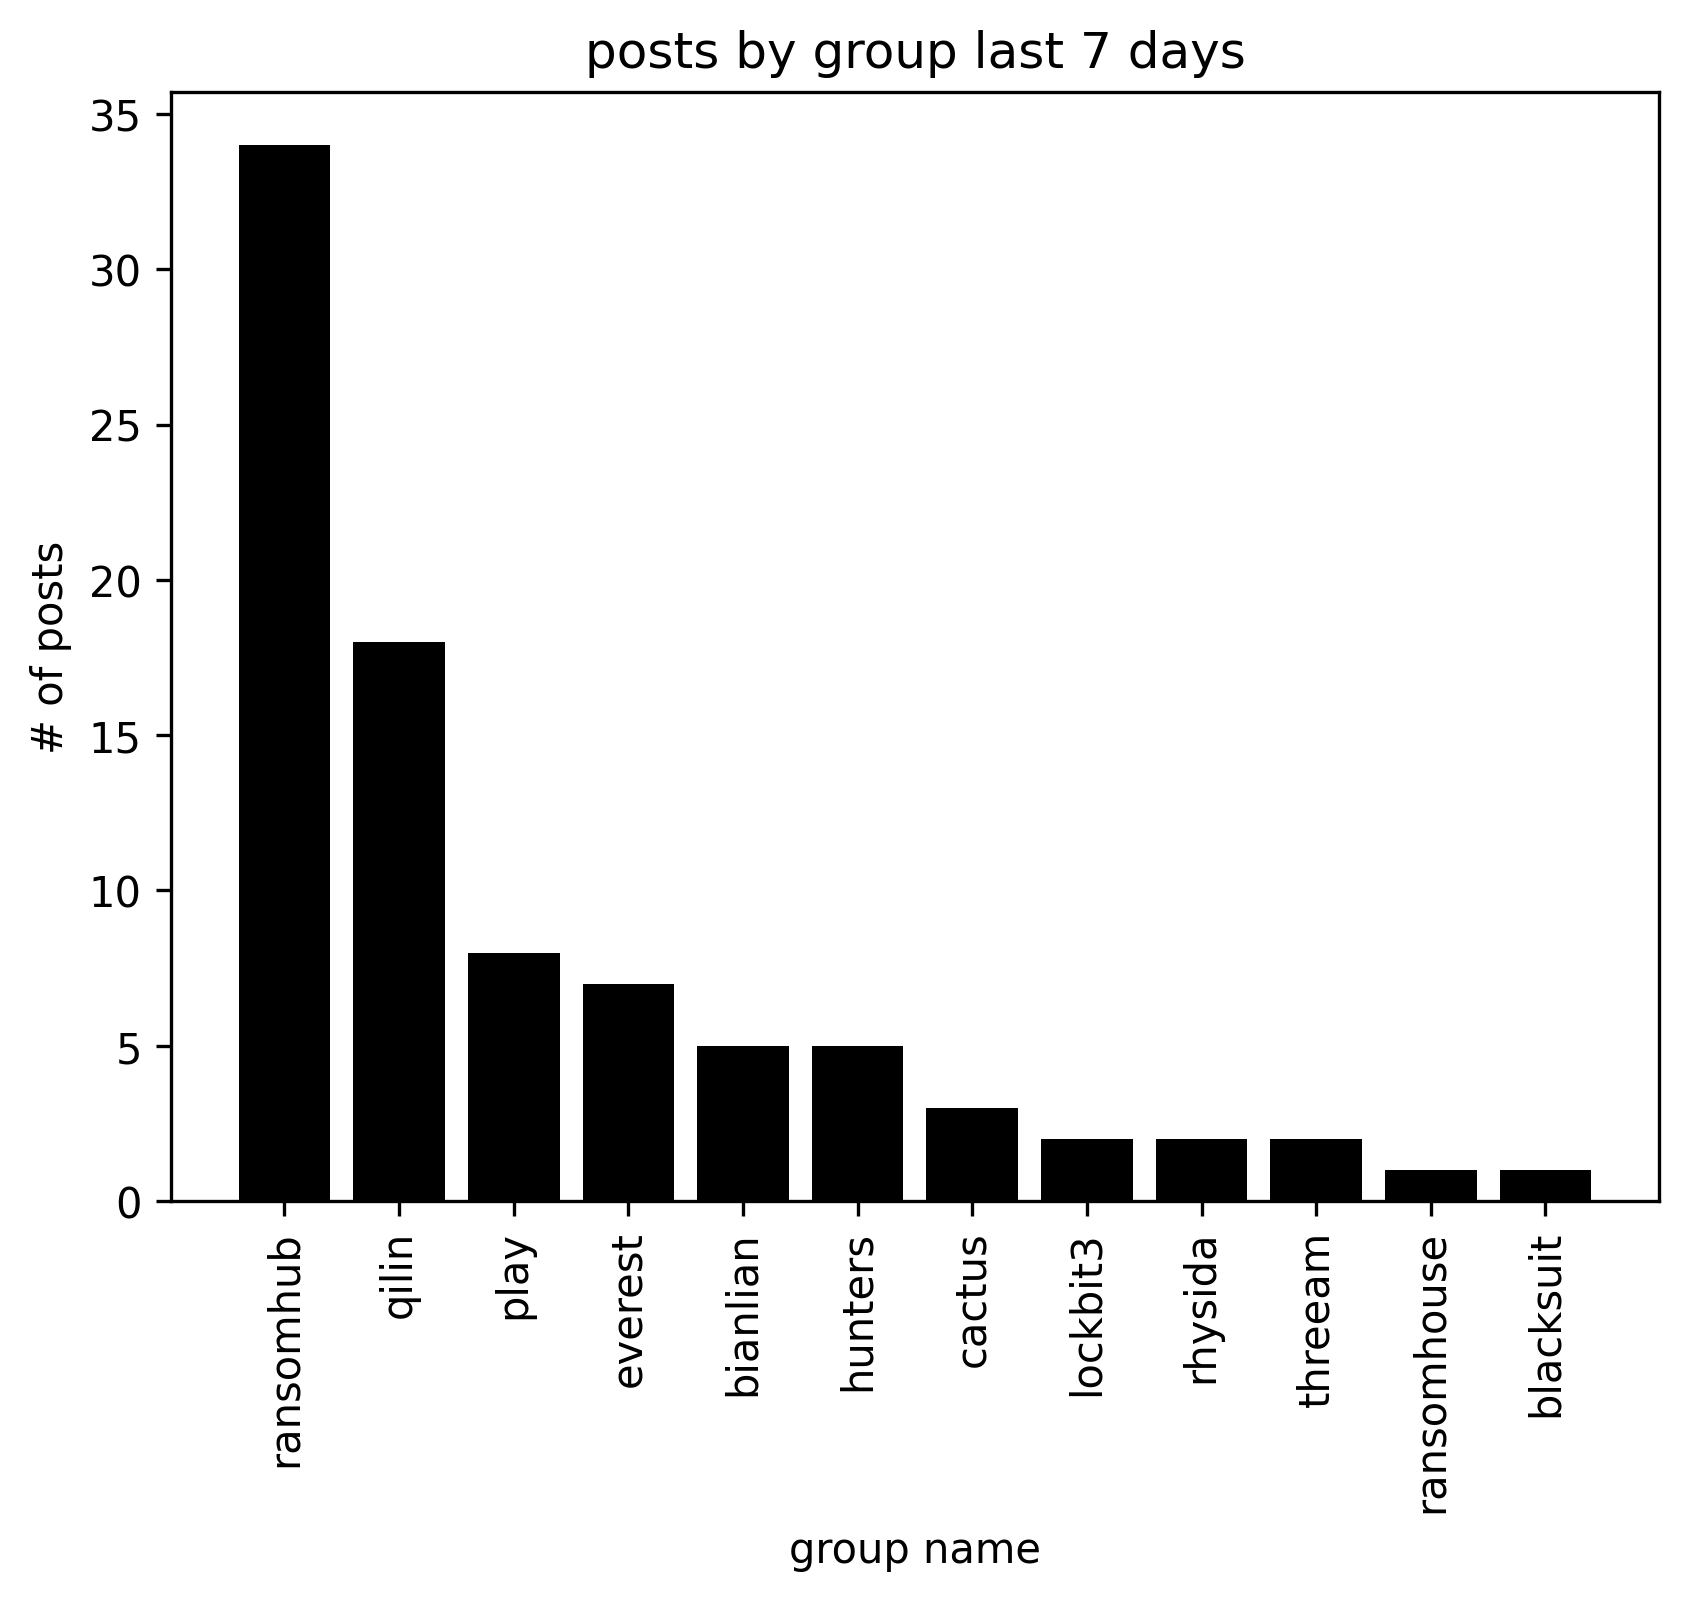 posts by group last 7 days
35
30
25
20
15
10
5
0
# of posts
ransomhub
qilin
play
everest
bianlian
hunters
cactus
lockbit3
rhysida
threeam
ransomhouse
blacksuit
group name